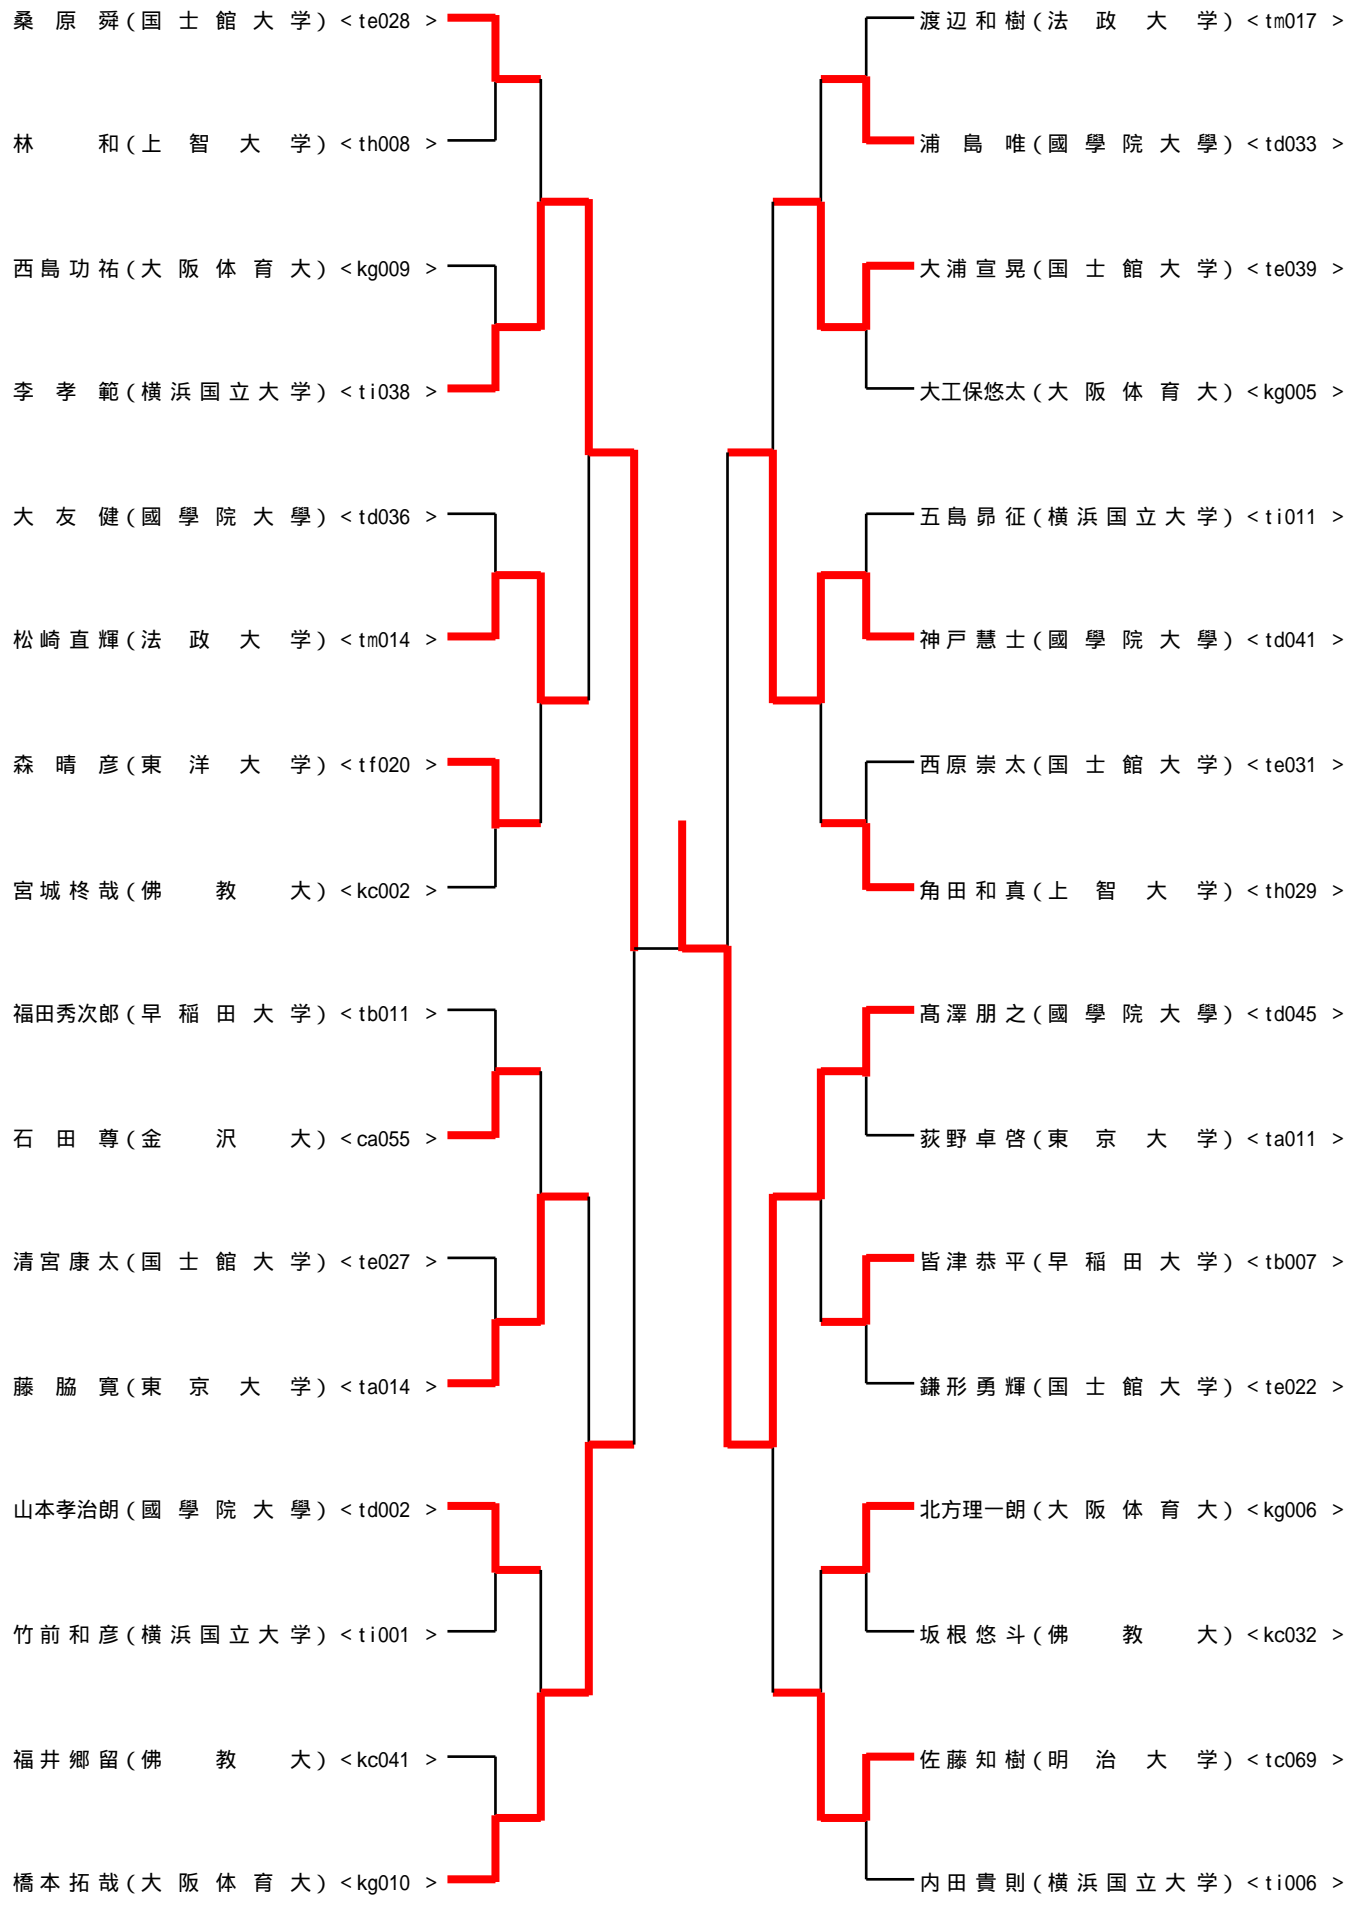 桑原舜(国士館大学)<te028>
林和(上智大学)<th008>
西島功祐(大阪体育大)<kg009>
李孝範(横浜国立大学)<ti038>
大友健(國學院大學)<td036>
松崎直輝(法政大学)<tm014>
森晴彦(東洋大学)<tf020>
宮城柊哉(佛教大)<kc002>
福田秀次郎(早稲田大学)<tb011>
石田尊(金沢大)<ca055>
清宮康太(国士館大学)<te027>
藤脇寛(東京大学)<ta014>
山本孝治朗(國學院大學)<td002>
竹前和彦(横浜国立大学)<ti001>
福井郷留(佛教大)<kc041>
橋本拓哉(大阪体育大)<kg010>
渡辺和樹(法政大学)<tm017>
浦島唯(國學院大學)<td033>
大浦宣晃(国士館大学)<te039>
大工保悠太(大阪体育大)<kg005>
五島昂征(横浜国立大学)<ti011>
神戸慧士(國學院大學)<td041>
西原崇太(国士館大学)<te031>
角田和真(上智大学)<th029>
髙澤朋之(國學院大學)<td045>
荻野卓啓(東京大学)<ta011>
皆津恭平(早稲田大学)<tb007>
鎌形勇輝(国士館大学)<te022>
北方理一朗(大阪体育大)<kg006>
坂根悠斗(佛教大)<kc032>
佐藤知樹(明治大学)<tc069>
内田貴則(横浜国立大学)<ti006>